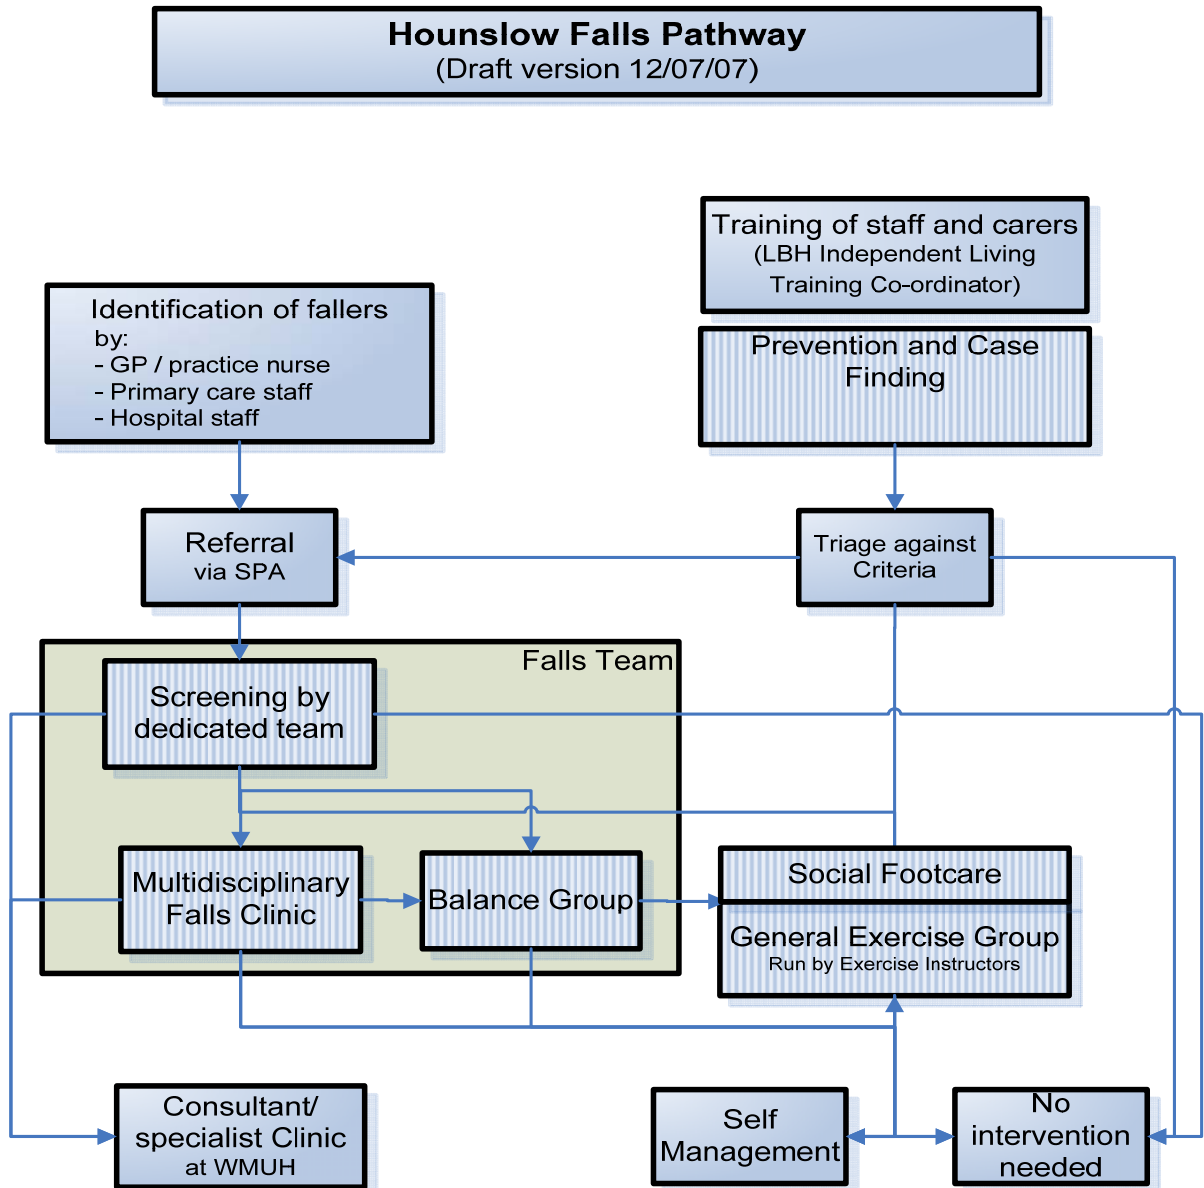 Hounslow Falls Pathway
(Draft version 12/07/07)
Training of staff and carers
(LBH Independent Living
Training Co-ordinator)
Identification of fallers
by:
- GP / practice nurse
- Primary care staff
- Hospital staff
Prevention and Case
Finding
Referral
via SPA
Triage against
Criteria
Falls Team
Screening by
dedicated team
Multidisciplinary
Falls Clinic
Balance Group
Social Footcare
General Exercise Group
Run by Exercise Instructors
Consultant/
specialist Clinic
at WMUH
Self
Management
No
intervention
needed